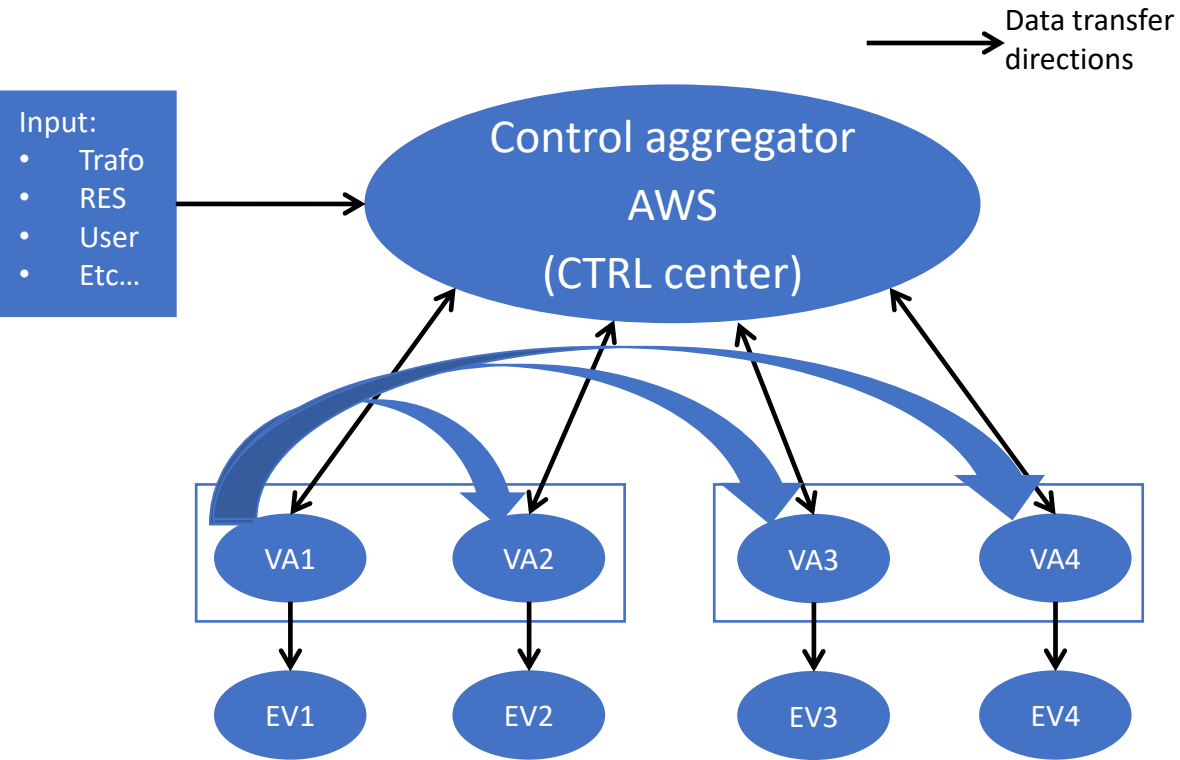 Data transfer
directions
Input:
• Trafo
• RES
• User
• Etc...
Control aggregator
AWS
(CTRL center)
VA1
VA2
VA3
VA4
EV1
EV2
EV3
EV4